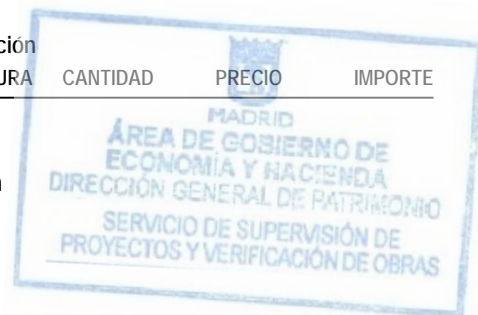 ción
URA CANTIDAD PRECIO IMPORTE
MADRID
ÁREA DE GOBIERNO DE
ECONOMÍA Y HACIENDA
DIRECCIÓN GENERAL DE PATRIMONIO
SERVICIO DE SUPERVISIÓN DE
PROYECTOS Y VERIFICACIÓN DE OBRAS